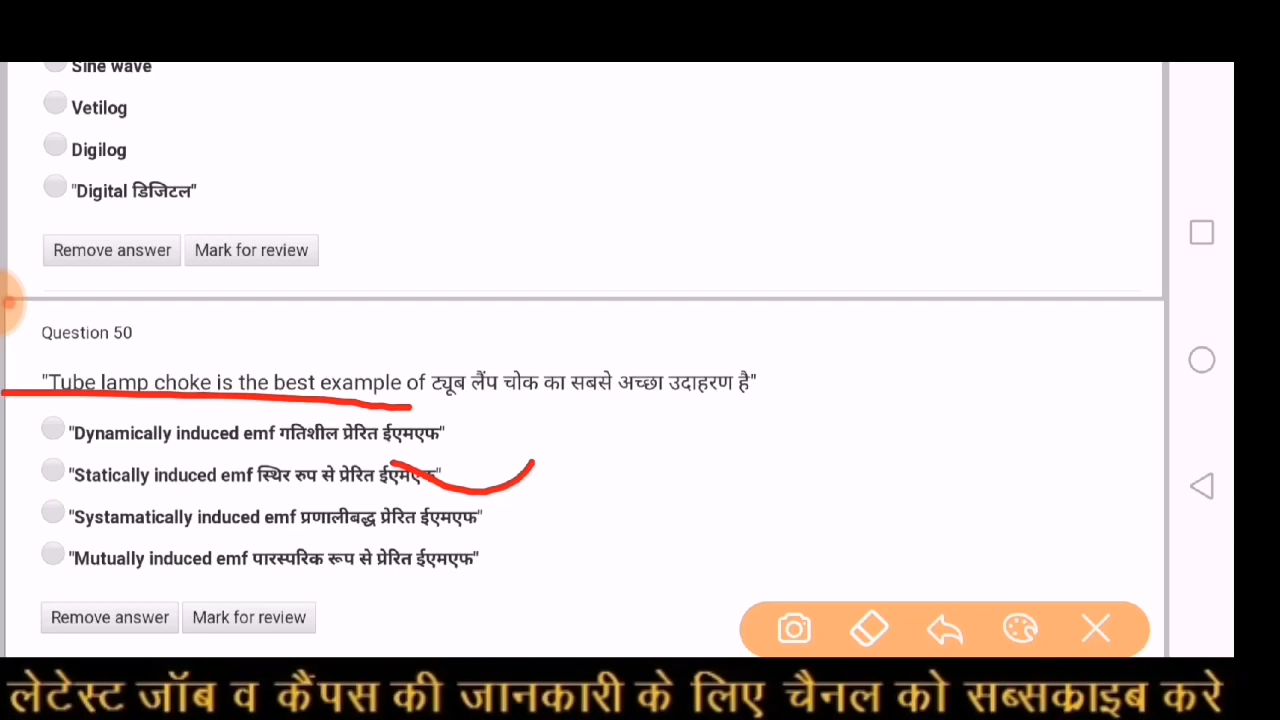 Sine wave
Vetilog
Digilog
"Digital डिजिटल"
Remove answer Mark for review
Question 50
"Tube lamp choke is the best example of ट्यूब लैंप चोक का सबसे अच्छा उदाहरण है"
"Dynamically induced emf गतिशील प्रेरित ईएमएफ"
"Statically induced emf स्थिर रुप से प्रेरित ईएमएफ"
"Systamatically induced emf प्रणालीबद्ध प्रेरित ईएमएफ"
"Mutually induced emf पारस्परिक रूप से प्रेरित ईएमएफ"
Remove answer Mark for review
लेटेस्ट जॉब व कैंपस की जानकारी के लिए चैनल को सब्सक्राइब करे